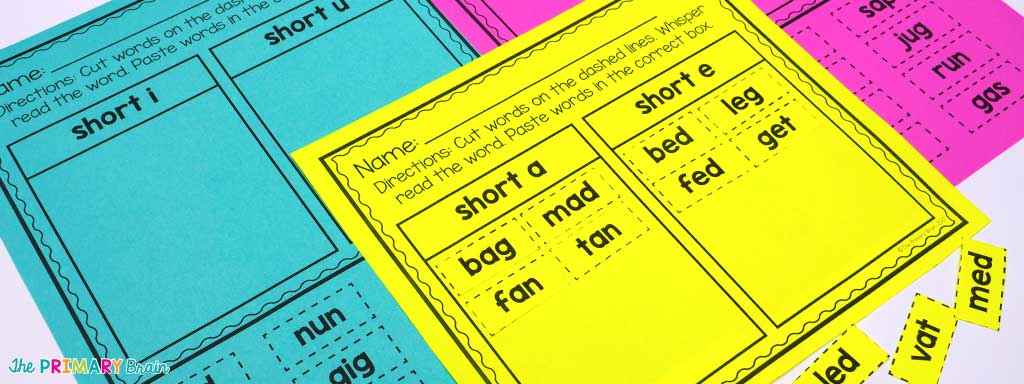 Name:
Directions: Cut words on the dashed
read the word. Paste words in the
short i
short u
nun
gig
Name:
Directions: Cut words on the dashed lines. Whisper
read the word. Paste words in the correct box.
short a
bag
mad
fan
tan
short e
bed
leg
fed
get
jug
run
gas
med
vat
led
The PRIMARY Brain